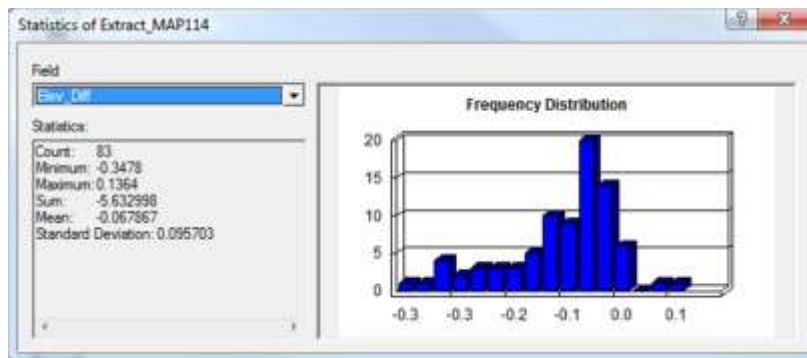 Statistics of Extract_MAP114
Field
Elev_Diff
Statistics:
Count: 83
Minimum: -0.3478
Maximum: 0.1364
Sum: -5.632998
Mean: -0.067867
Standard Deviation: 0.095703
Frequency Distribution
20
15
10
5
0
-0.3 -0.3 -0.2 -0.1 0.0 0.1